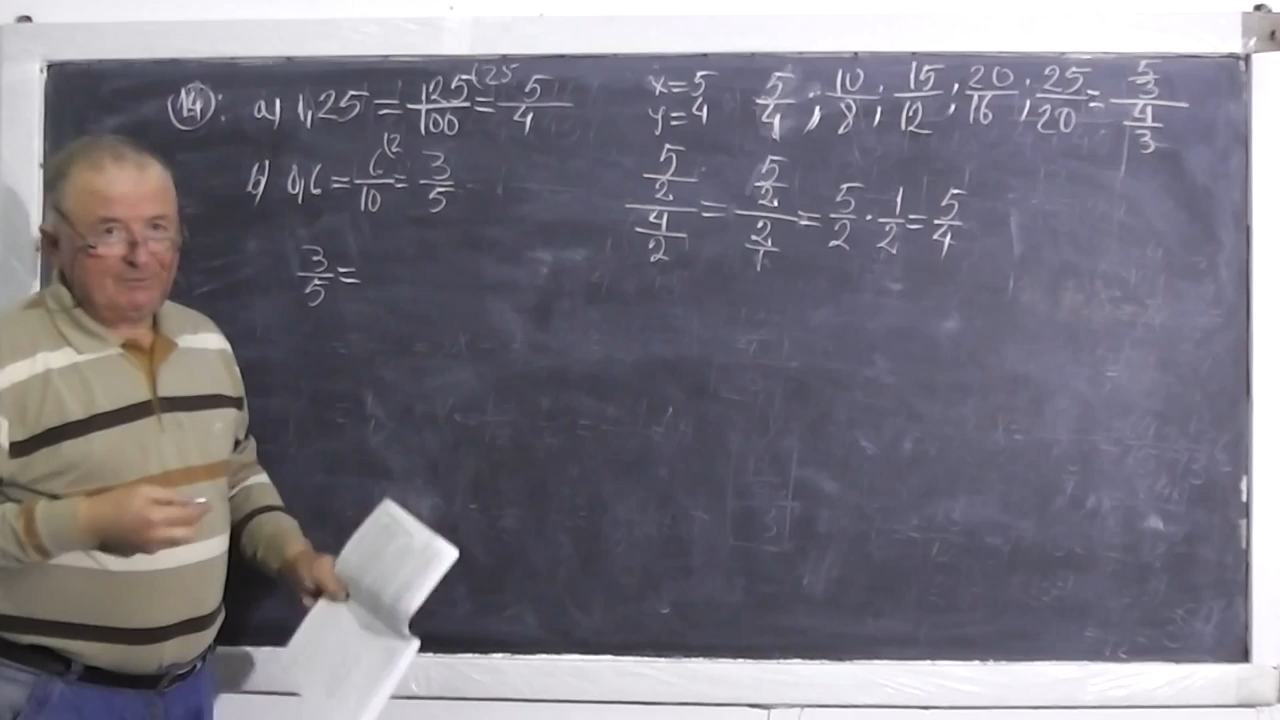 14: a) 1,25 = 125/100 (25 = 5/4
b) 0,6 = 6/10 (2 = 3/5
3/5 =
x=5
y=4
5/4 ; 10/8 ; 15/12 ; 20/16 ; 25/20 = (5/3)/(4/3)
(5/2)/(4/2) = (5/2)/(2/1) = 5/2 · 1/2 = 5/4